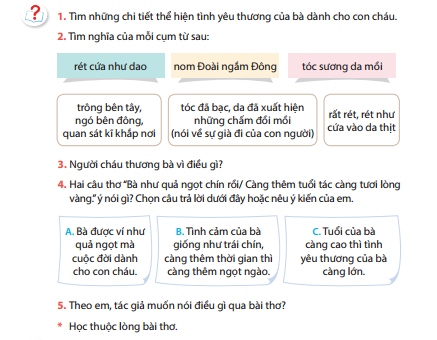 ?
1. Tìm những chi tiết thể hiện tình yêu thương của bà dành cho con cháu.
2. Tìm nghĩa của mỗi cụm từ sau:
rét cứa như dao
nom Đoài ngắm Đông
tóc sương da mồi
trông bên tây,
ngó bên đông,
quan sát kĩ khắp nơi
tóc đã bạc, da đã xuất hiện
những chấm đồi mồi
(nói về sự già đi của con người)
rất rét, rét như
cứa vào da thịt
3. Người cháu thương bà vì điều gì?
4. Hai câu thơ "Bà như quả ngọt chín rồi/ Càng thêm tuổi tác càng tươi lòng
vàng." ý nói gì? Chọn câu trả lời dưới đây hoặc nêu ý kiến của em.
A. Bà được ví như
quả ngọt mà
cuộc đời dành
cho con cháu.
B. Tình cảm của bà
giống như trái chín,
càng thêm thời gian thì
càng thêm ngọt ngào.
C. Tuổi của bà
càng cao thì tình
yêu thương của bà
càng lớn.
5. Theo em, tác giả muốn nói điều gì qua bài thơ?
* Học thuộc lòng bài thơ.